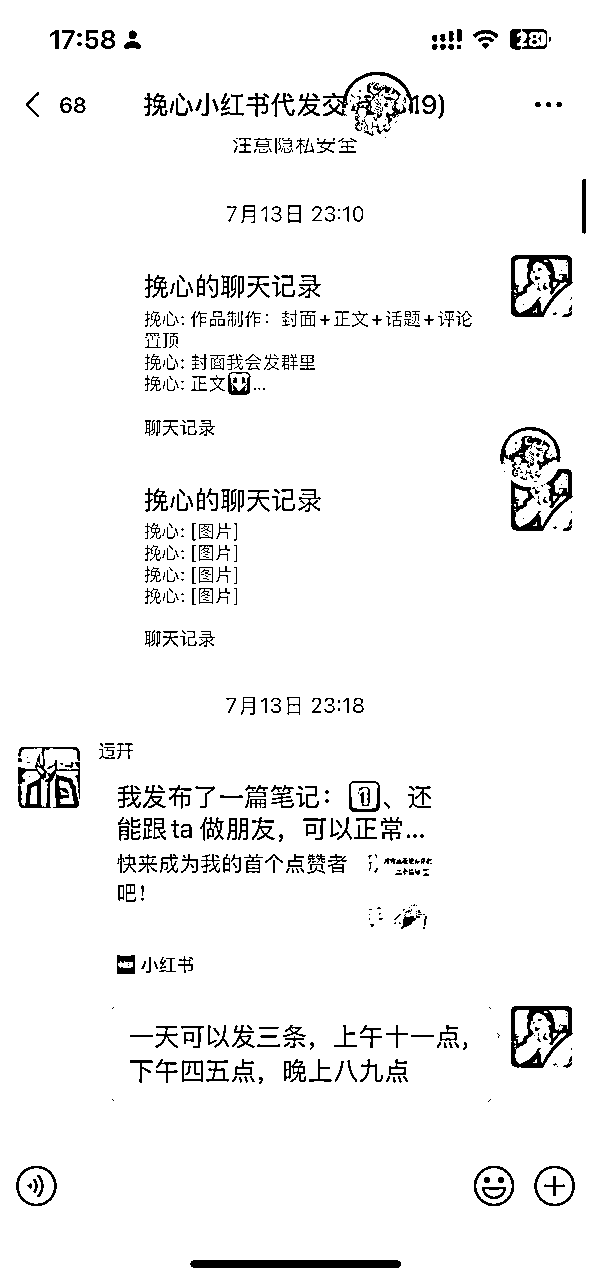 17:58
28
68 挽心小红书代发交 19)
注意隐私安全
7月13日 23:10
挽心的聊天记录
挽心: 作品制作：封面+正文+话题+评论
置顶
挽心: 封面我会发群里
挽心: 正文 ...
聊天记录
挽心的聊天记录
挽心: [图片]
挽心: [图片]
挽心: [图片]
挽心: [图片]
聊天记录
7月13日 23:18
我发布了一篇笔记： 、还
能跟ta 做朋友，可以正常...
快来成为我的首个点赞者
吧！
小红书
一天可以发三条，上午十一点，
下午四五点，晚上八九点